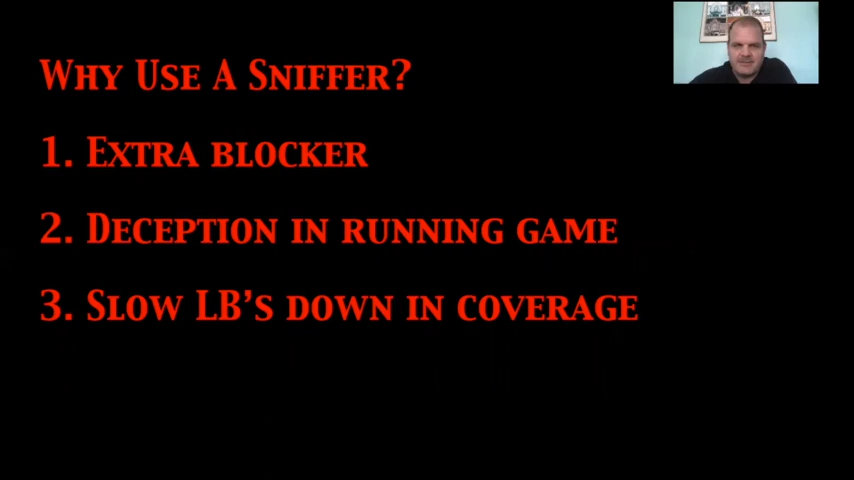 Why Use A Sniffer?
1. Extra blocker
2. Deception in running game
3. Slow LB's down in coverage